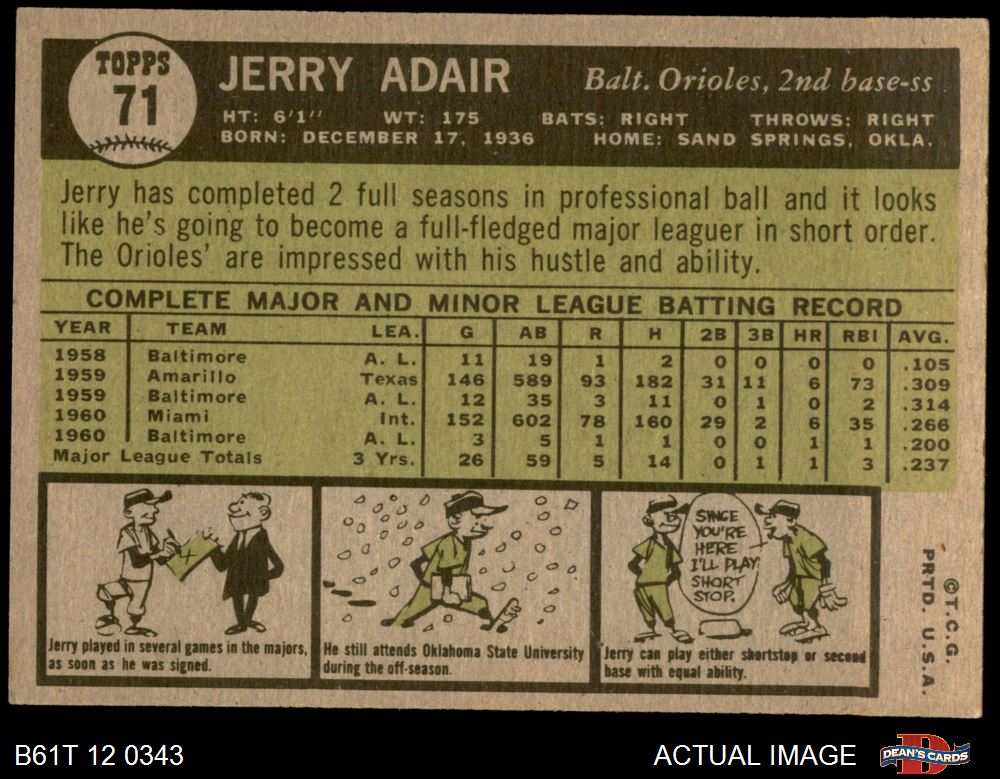 TOPPS
71
JERRY ADAIR
Balt. Orioles, 2nd base-ss
HT: 6'1" WT: 175 BATS: RIGHT THROWS: RIGHT
BORN: DECEMBER 17, 1936 HOME: SAND SPRINGS, OKLA.
Jerry has completed 2 full seasons in professional ball and it looks
like he's going to become a full-fledged major leaguer in short order.
The Orioles' are impressed with his hustle and ability.
COMPLETE MAJOR AND MINOR LEAGUE BATTING RECORD
YEAR TEAM LEA. G AB R H 2B 3B HR RBI AVG.
1958 Baltimore A. L. 11 19 1 2 0 0 0 0 .105
1959 Amarillo Texas 146 589 93 182 31 11 6 73 .309
1959 Baltimore A. L. 12 35 3 11 0 1 0 2 .314
1960 Miami Int. 152 602 78 160 29 2 6 35 .266
1960 Baltimore A. L. 3 5 1 1 0 0 1 1 .200
Major League Totals 3 Yrs. 26 59 5 14 0 1 1 3 .237
X
Jerry played in several games in the majors,
as soon as he was signed.
He still attends Oklahoma State University
during the off-season.
SINCE
YOU'RE
HERE
I'LL PLAY
SHORT
STOP.
Jerry can play either shortstop or second
base with equal ability.
©T.C.G.
PRTD. U.S.A.
B61T 12 0343
ACTUAL IMAGE
D
DEAN'S CARDS